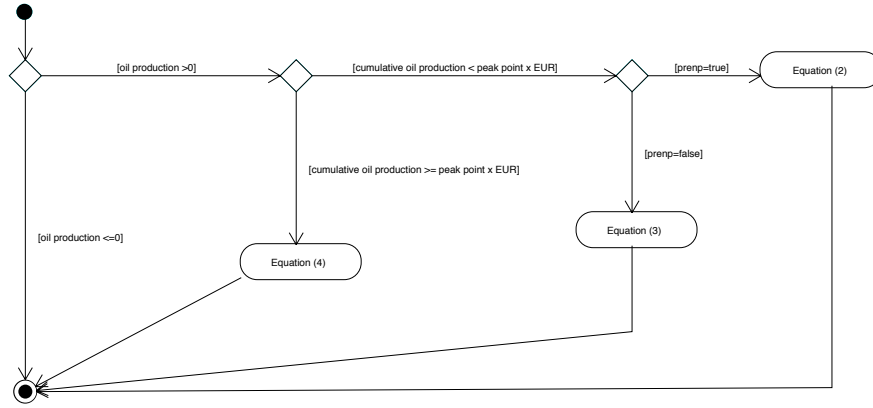 [oil production >0]
[cumulative oil production < peak point x EUR]
[prenp=true]
Equation (2)
[prenp=false]
[cumulative oil production >= peak point x EUR]
[oil production <=0]
Equation (3)
Equation (4)